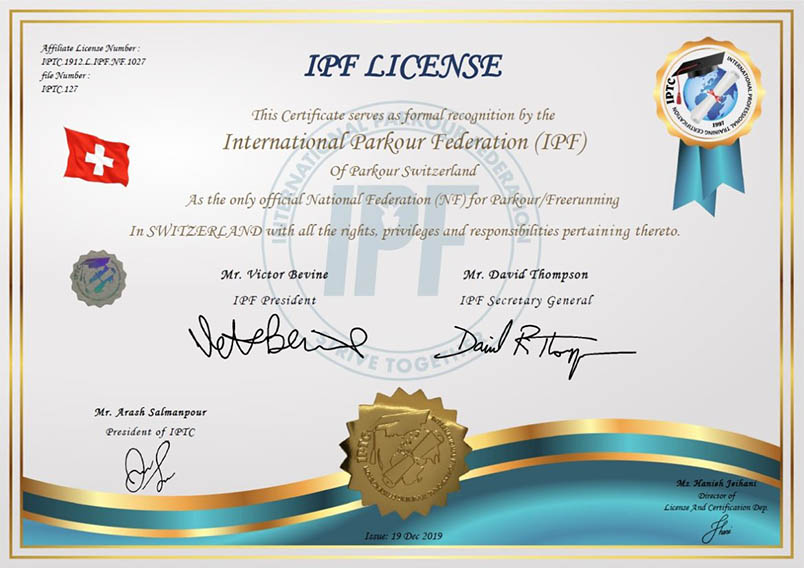 Affiliate License Number :
IPTC.1912.L.IPF.NF.1027
file Number :
IPTC.127
IPF LICENSE
IPTC
INTERNATIONAL PROFESSIONAL TRAINING CERTIFICATION
1997
This Certificate serves as formal recognition by the
International Parkour Federation (IPF)
Of Parkour Switzerland
As the only official National Federation (NF) for Parkour/Freerunning
In SWITZERLAND with all the rights, privileges and responsibilities pertaining thereto.
INTERNATIONAL PARKOUR FEDERATION
IPF
STRIVE TOGETHER
Mr. Victor Bevine
Mr. David Thompson
IPF President
IPF Secretary General
Mr. Arash Salmanpour
President of IPTC
IPTC
Mz. Hanieh Jeihani
Director of
License And Certification Dep.
Issue: 19 Dec 2019